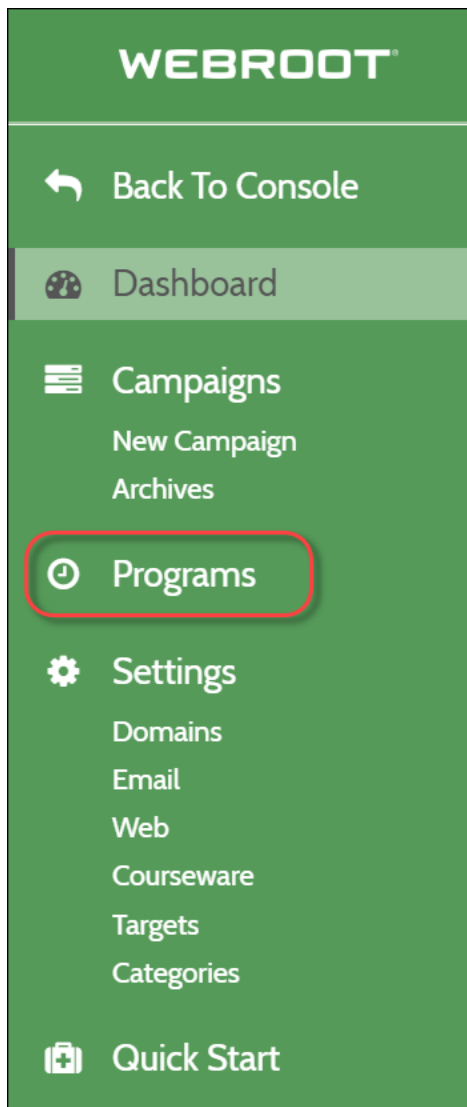 WEBROOT®
Back To Console
Dashboard
Campaigns
New Campaign
Archives
Programs
Settings
Domains
Email
Web
Courseware
Targets
Categories
Quick Start